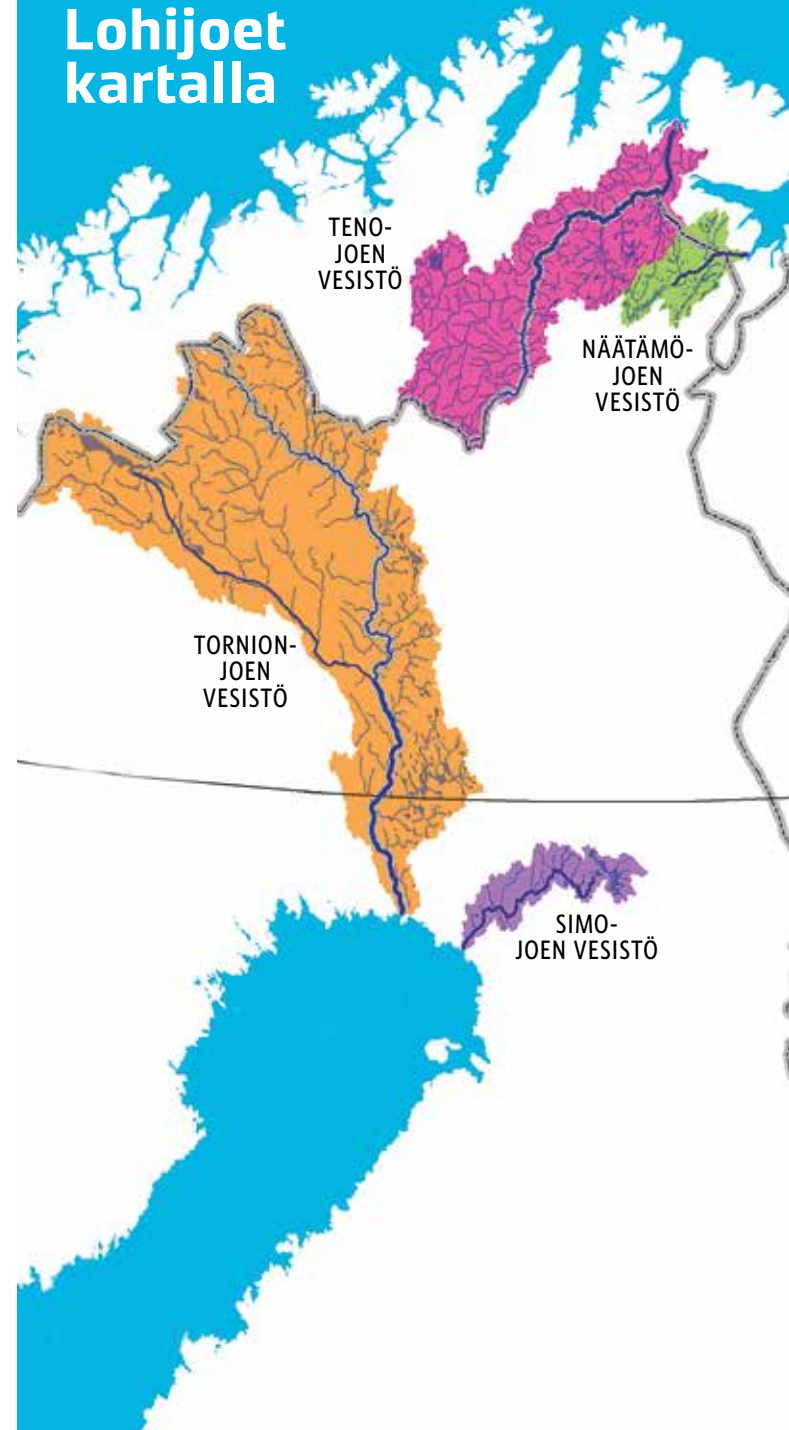 Lohijoet
kartalla
TENO-
JOEN
VESISTÖ
NÄÄTÄMÖ-
JOEN
VESISTÖ
TORNION-
JOEN
VESISTÖ
SIMO-
JOEN VESISTÖ